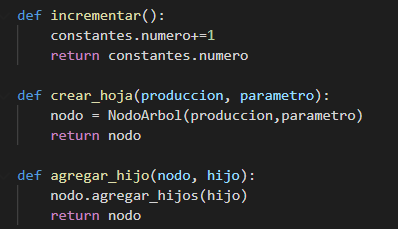 def incrementar():
    constantes.numero+=1
    return constantes.numero

def crear_hoja(produccion, parametro):
    nodo = NodoArbol(produccion,parametro)
    return nodo

def agregar_hijo(nodo, hijo):
    nodo.agregar_hijos(hijo)
    return nodo